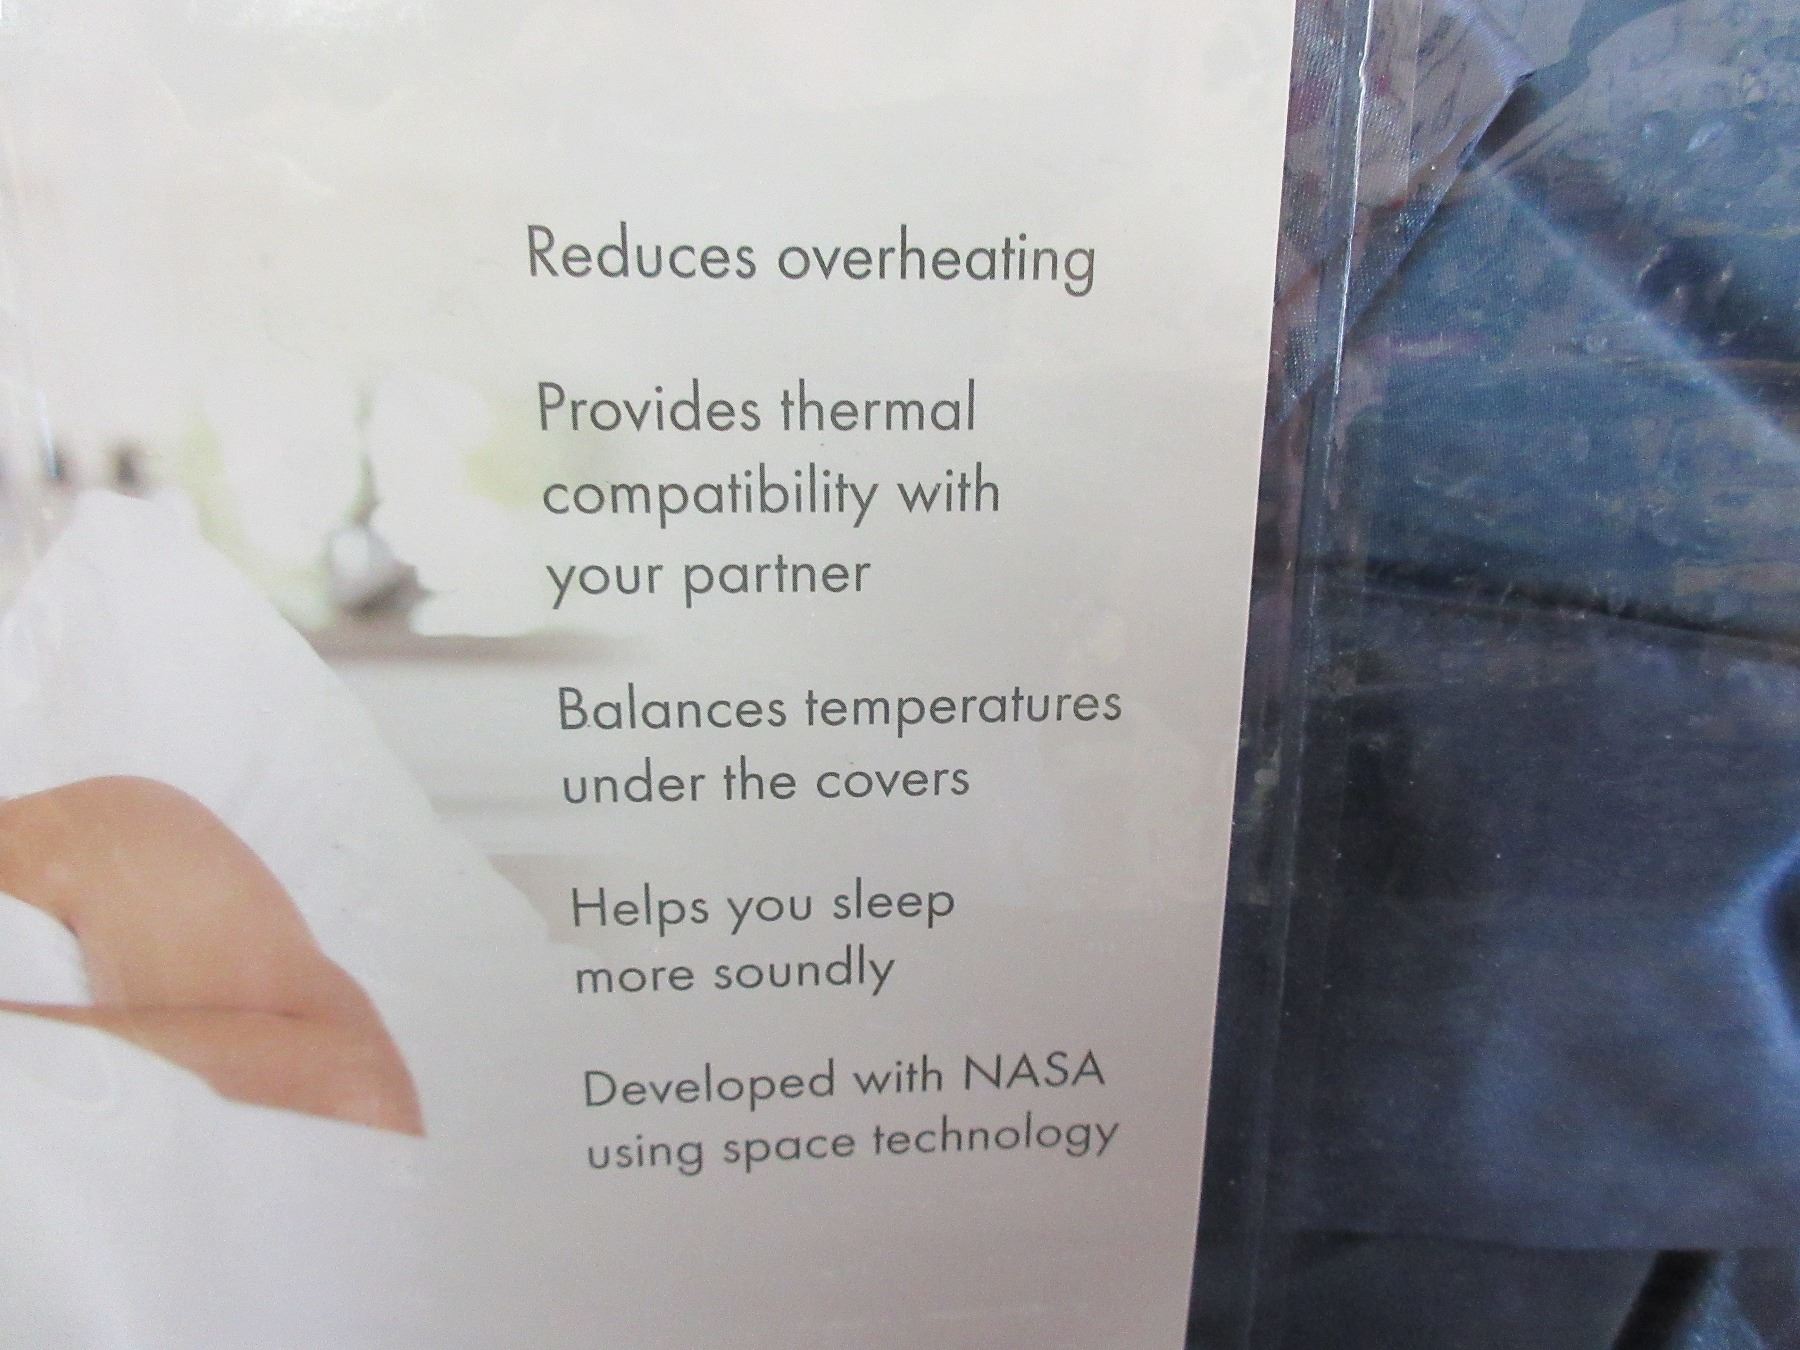 Reduces overheating
Provides thermal
compatibility with
your partner
Balances temperatures
under the covers
Helps you sleep
more soundly
Developed with NASA
using space technology